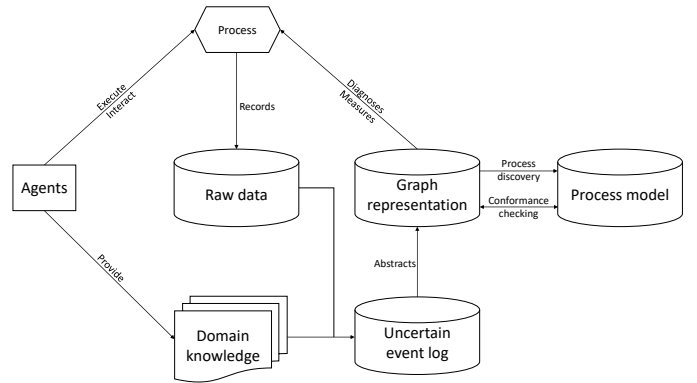 Process
Execute
Interact
Diagnoses
Measures
Records
Agents
Raw data
Graph
representation
Process
discovery
Conformance
checking
Process model
Provide
Abstracts
Domain
knowledge
Uncertain
event log